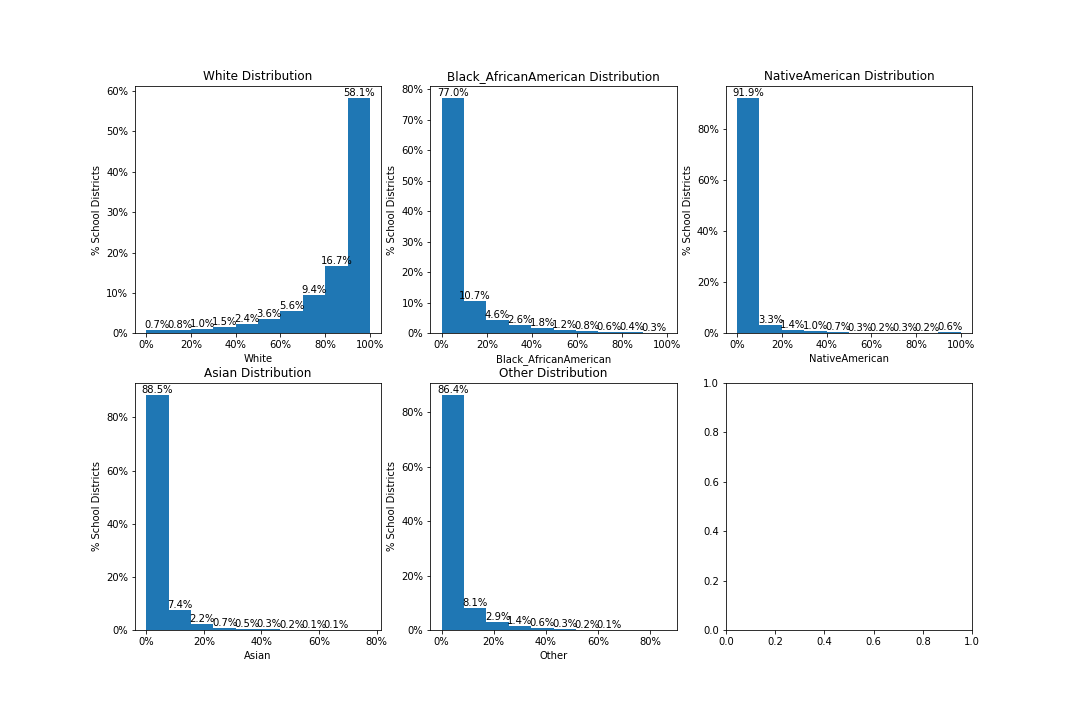 White Distribution
60%
50%
40%
30%
20%
10%
0%
% School Districts
0.7% 0.8% 1.0% 1.5% 2.4% 3.6% 5.6% 9.4% 16.7% 58.1%
0% 20% 40% 60% 80% 100%
White
Black_AfricanAmerican Distribution
80%
70%
60%
50%
40%
30%
20%
10%
0%
% School Districts
77.0% 10.7% 4.6% 2.6% 1.8% 1.2% 0.8% 0.6% 0.4% 0.3%
0% 20% 40% 60% 80% 100%
Black_AfricanAmerican
NativeAmerican Distribution
80%
60%
40%
20%
0%
% School Districts
91.9% 3.3% 1.4% 1.0% 0.7% 0.3% 0.2% 0.3% 0.2% 0.6%
0% 20% 40% 60% 80% 100%
NativeAmerican
Asian Distribution
80%
60%
40%
20%
0%
% School Districts
88.5% 7.4% 2.2% 0.7% 0.5% 0.3% 0.2% 0.1% 0.1%
0% 20% 40% 60% 80%
Asian
Other Distribution
80%
60%
40%
20%
0%
% School Districts
86.4% 8.1% 2.9% 1.4% 0.6% 0.3% 0.2% 0.1%
0% 20% 40% 60% 80%
Other
1.0
0.8
0.6
0.4
0.2
0.0
0.0 0.2 0.4 0.6 0.8 1.0